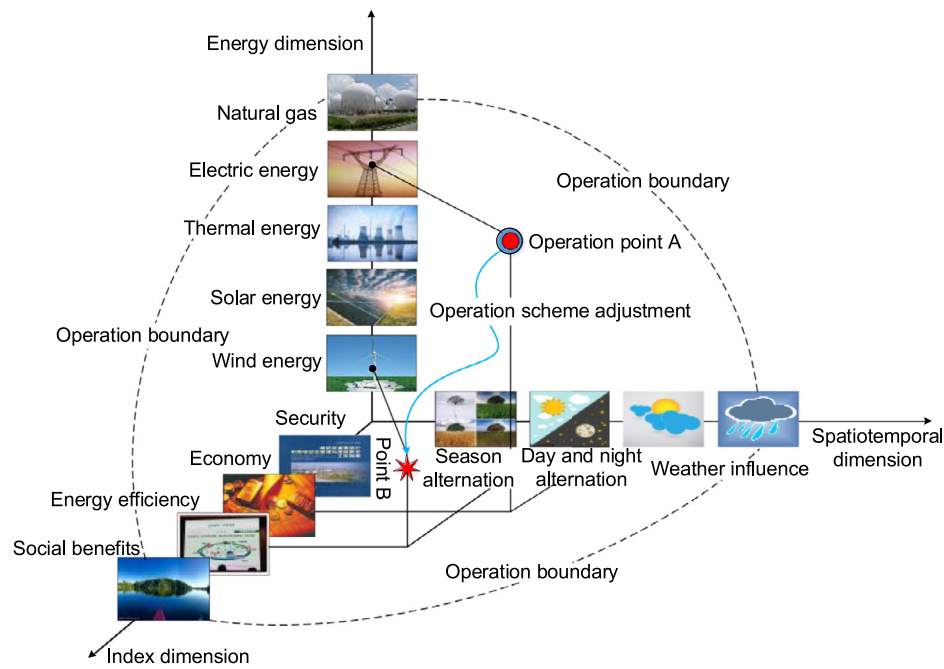 Energy dimension
Natural gas
Electric energy
Operation boundary
Thermal energy
Operation point A
Solar energy
Operation scheme adjustment
Operation boundary
Wind energy
Security
Point B
Season
alternation
Day and night
alternation
Weather influence
Spatiotemporal
dimension
Economy
Energy efficiency
Social benefits
Operation boundary
Index dimension